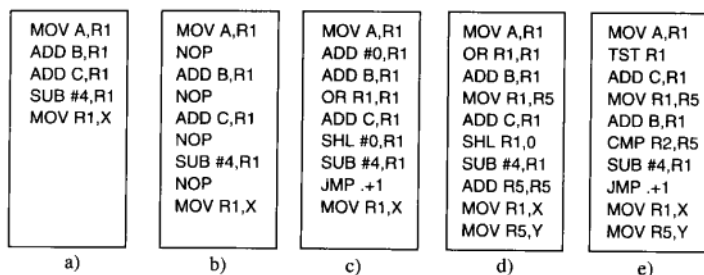 MOV A,R1
ADD B,R1
ADD C,R1
SUB #4,R1
MOV R1,X
a)
MOV A,R1
NOP
ADD B,R1
NOP
ADD C,R1
NOP
SUB #4,R1
NOP
MOV R1,X
b)
MOV A,R1
ADD #0,R1
ADD B,R1
OR R1,R1
ADD C,R1
SHL #0,R1
SUB #4,R1
JMP .+1
MOV R1,X
c)
MOV A,R1
OR R1,R1
ADD B,R1
MOV R1,R5
ADD C,R1
SHL R1,0
SUB #4,R1
ADD R5,R5
MOV R1,X
MOV R5,Y
d)
MOV A,R1
TST R1
ADD C,R1
MOV R1,R5
ADD B,R1
CMP R2,R5
SUB #4,R1
JMP .+1
MOV R1,X
MOV R5,Y
e)